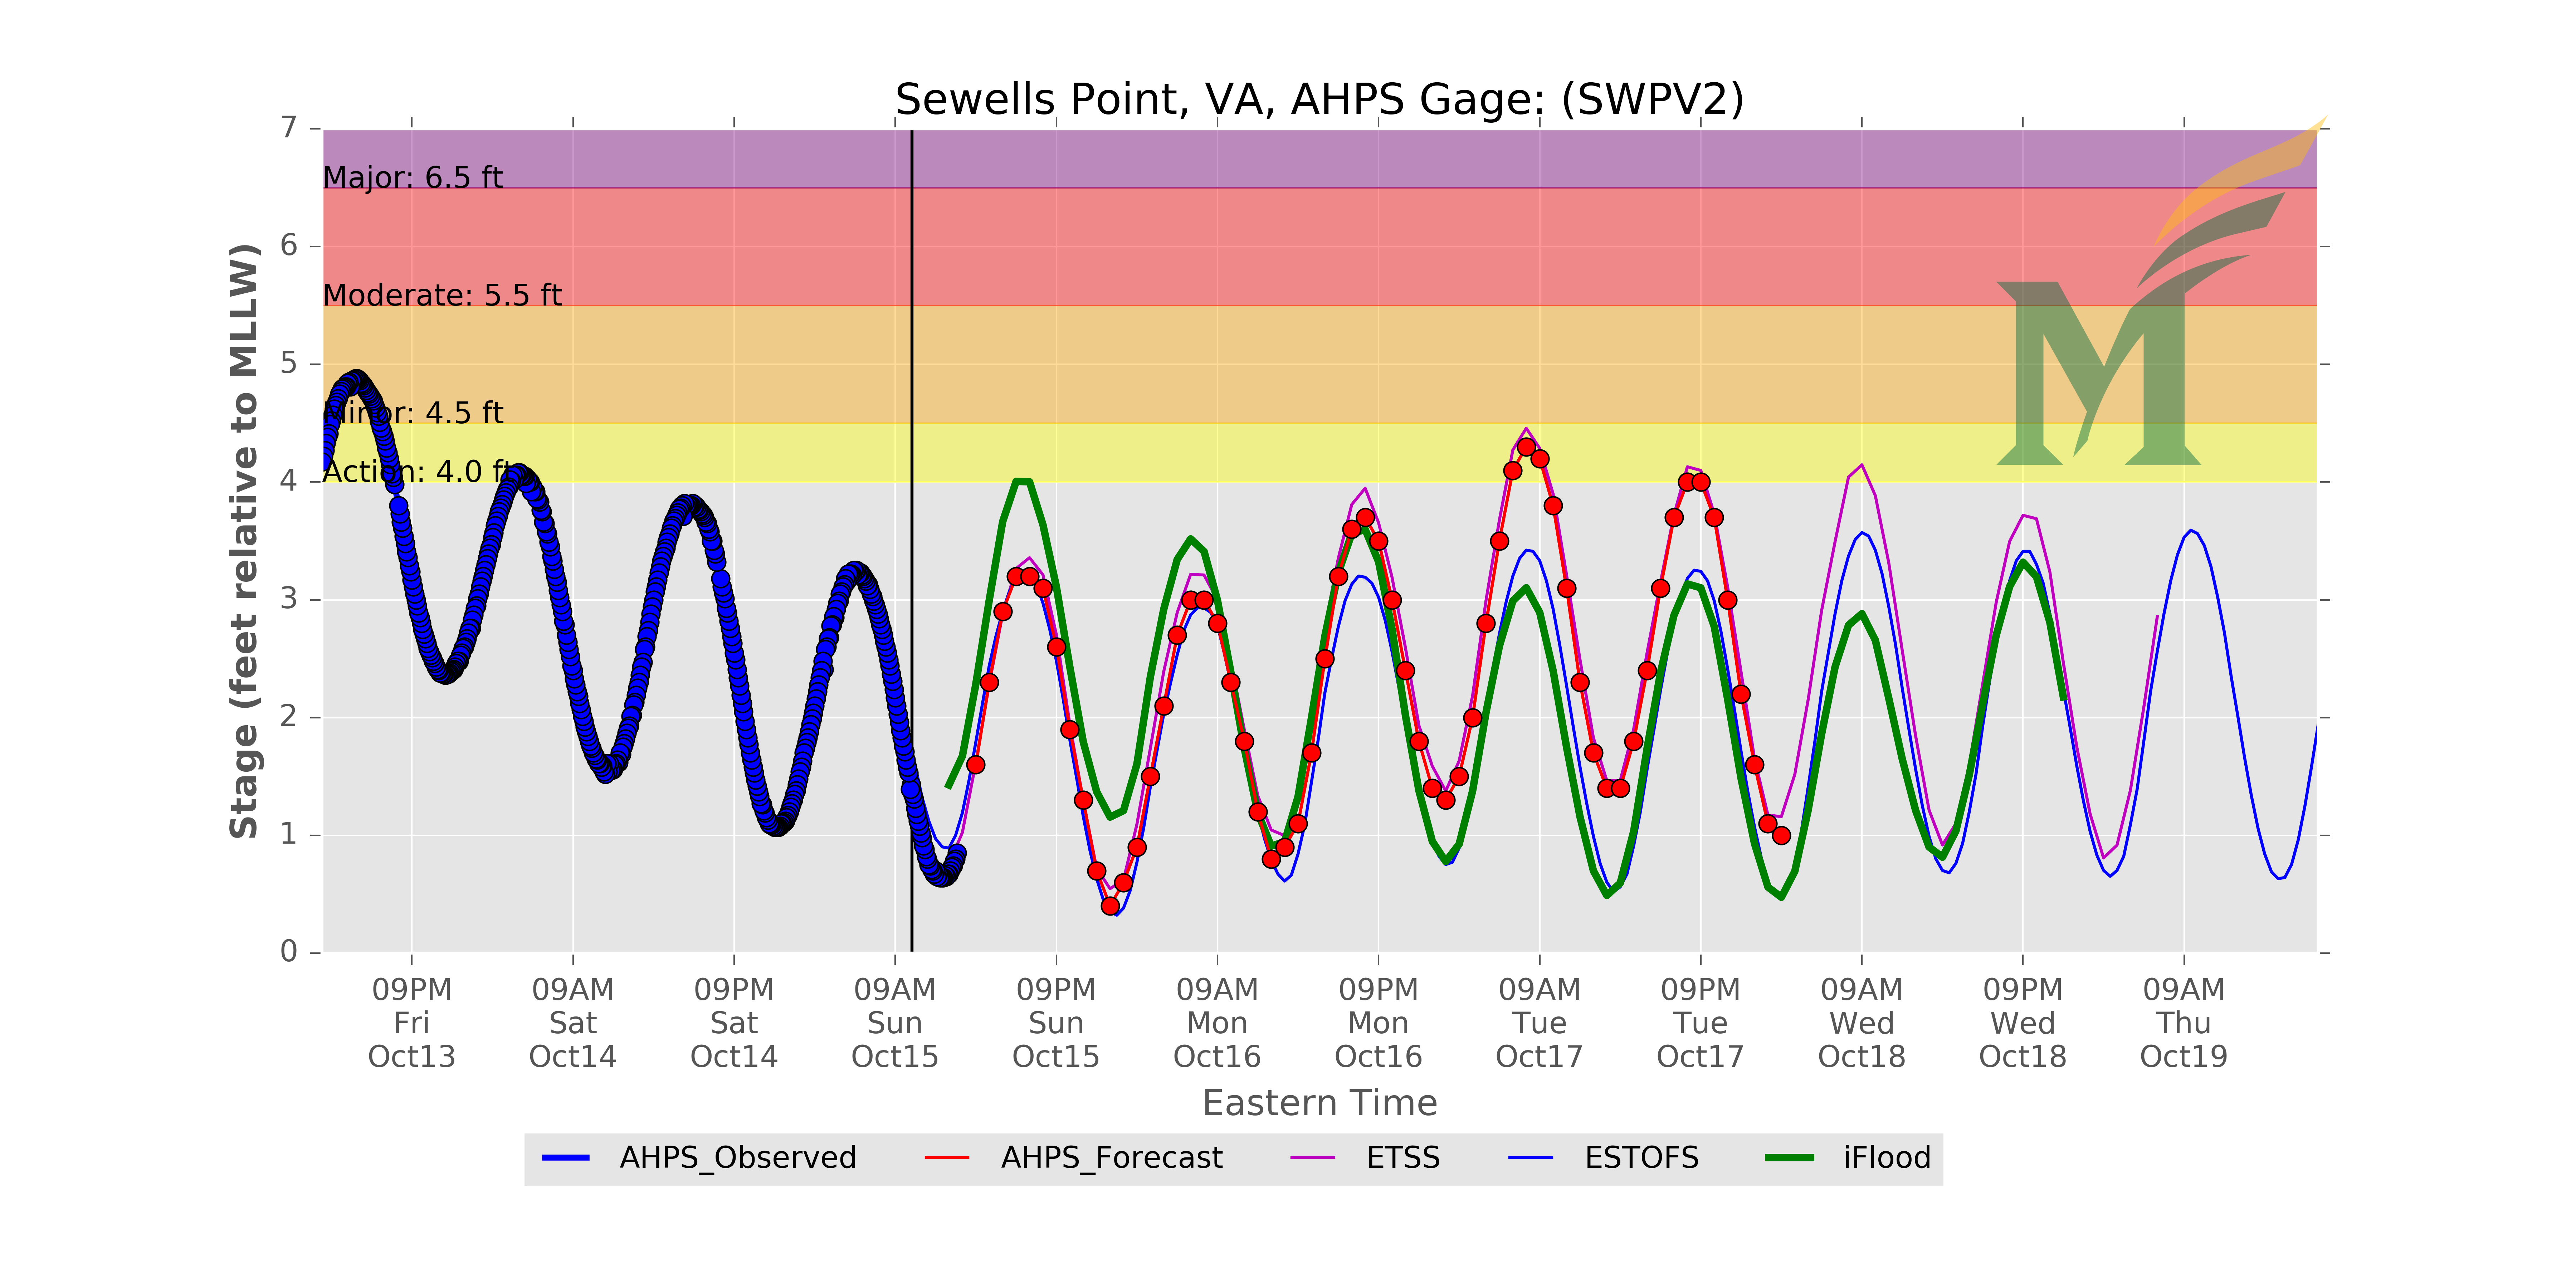 Sewells Point, VA, AHPS Gage: (SWPV2)
7
6
5
4
3
2
1
0
Stage (feet relative to MLLW)
Major: 6.5 ft
Moderate: 5.5 ft
Minor: 4.5 ft
Action: 4.0 ft
09PM
Fri
Oct13
09AM
Sat
Oct14
09PM
Sat
Oct14
09AM
Sun
Oct15
09PM
Sun
Oct15
09AM
Mon
Oct16
09PM
Mon
Oct16
09AM
Tue
Oct17
09PM
Tue
Oct17
09AM
Wed
Oct18
09PM
Wed
Oct18
09AM
Thu
Oct19
Eastern Time
AHPS_Observed
AHPS_Forecast
ETSS
ESTOFS
iFlood
M